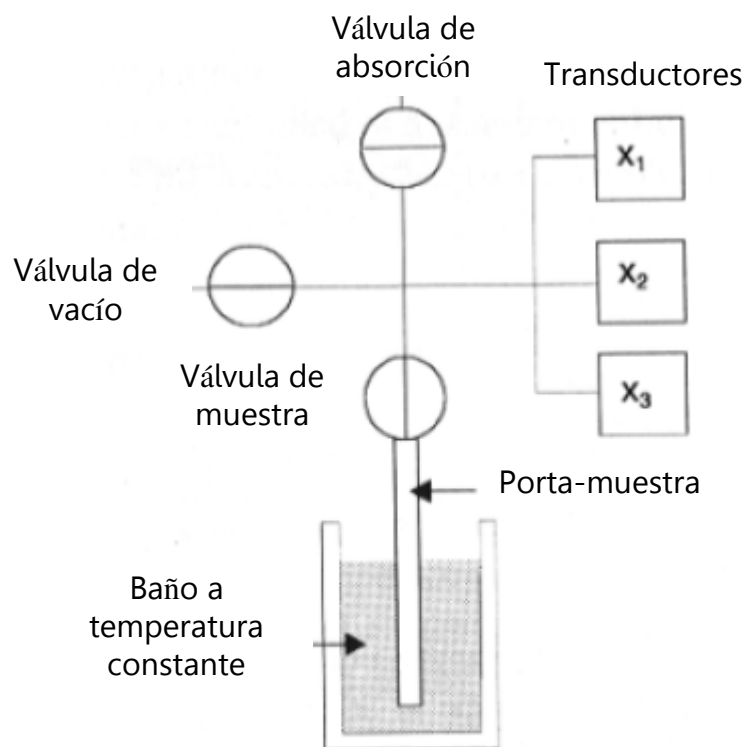 Válvula de
absorción
Transductores
X₁
Válvula de
vacío
X₂
Válvula de
muestra
X₃
Porta-muestra
Baño a
temperatura
constante